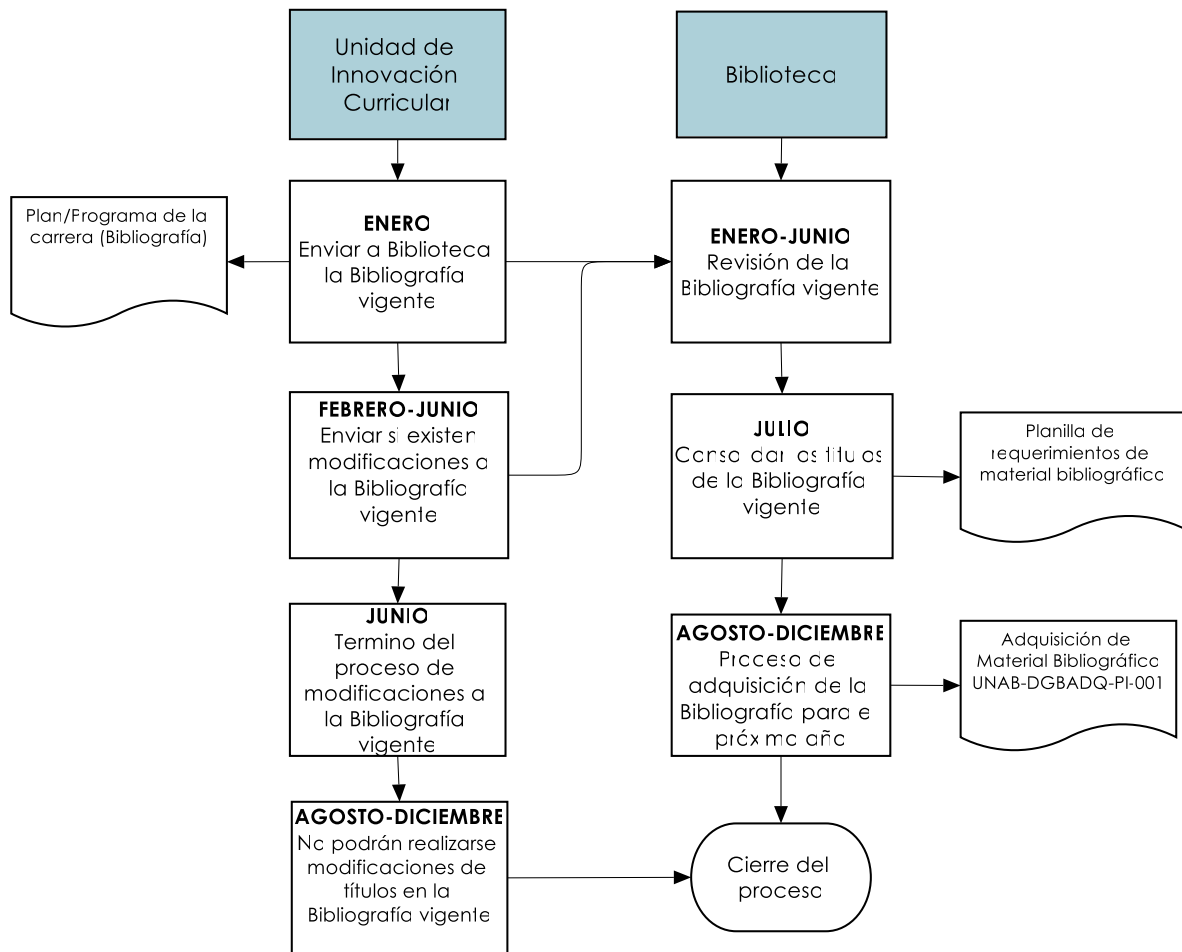 Unidad de
Innovación
Curricular
Biblioteca
Plan/Programa de la
carrera (Bibliografía)
ENERO
Enviar a Biblioteca
la Bibliografía
vigente
ENERO-JUNIO
Revisión de la
Bibliografía vigente
FEBRERO-JUNIO
Enviar si existen
modificaciones a
la Bibliografía
vigente
JULIO
Consolidar los títulos
de la Bibliografía
vigente
Planilla de
requerimientos de
material bibliográfico
JUNIO
Termino del
proceso de
modificaciones a
la Bibliografía
vigente
AGOSTO-DICIEMBRE
Proceso de
adquisición de la
Bibliografía para el
próximo año
Adquisición de
Material Bibliográfico
UNAB-DGBADQ-PI-001
AGOSTO-DICIEMBRE
No podrán realizarse
modificaciones de
títulos en la
Bibliografía vigente
Cierre del
proceso